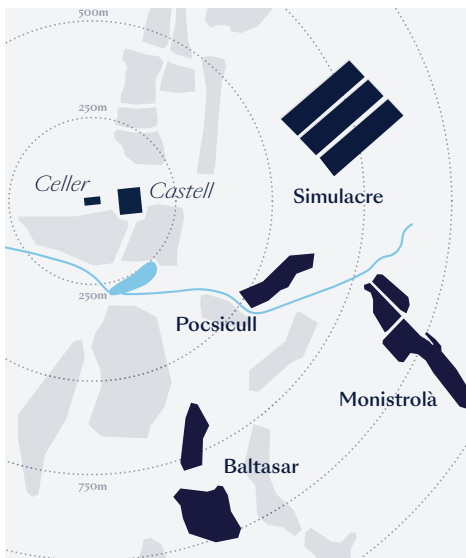 500m
250m
Celler
Castell
Simulacre
250m
Pocsicull
Monistrolà
Baltasar
750m